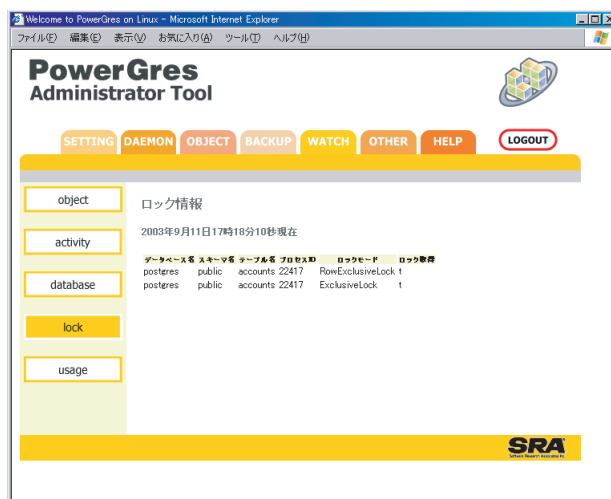 Welcome to PowerGres on Linux - Microsoft Internet Explorer
ファイル(F) 編集(E) 表示(V) お気に入り(A) ツール(T) ヘルプ(H)
PowerGres
Administrator Tool
SETTING DAEMON OBJECT BACKUP WATCH OTHER HELP LOGOUT
object
activity
database
lock
usage
ロック情報
2003年9月11日17時18分10秒現在
データベース名 スキーマ名 テーブル名 プロセスID ロックモード ロック取得
postgres public accounts 22417 RowExclusiveLock t
postgres public accounts 22417 ExclusiveLock t
SRA
Software Research Associates, Inc.